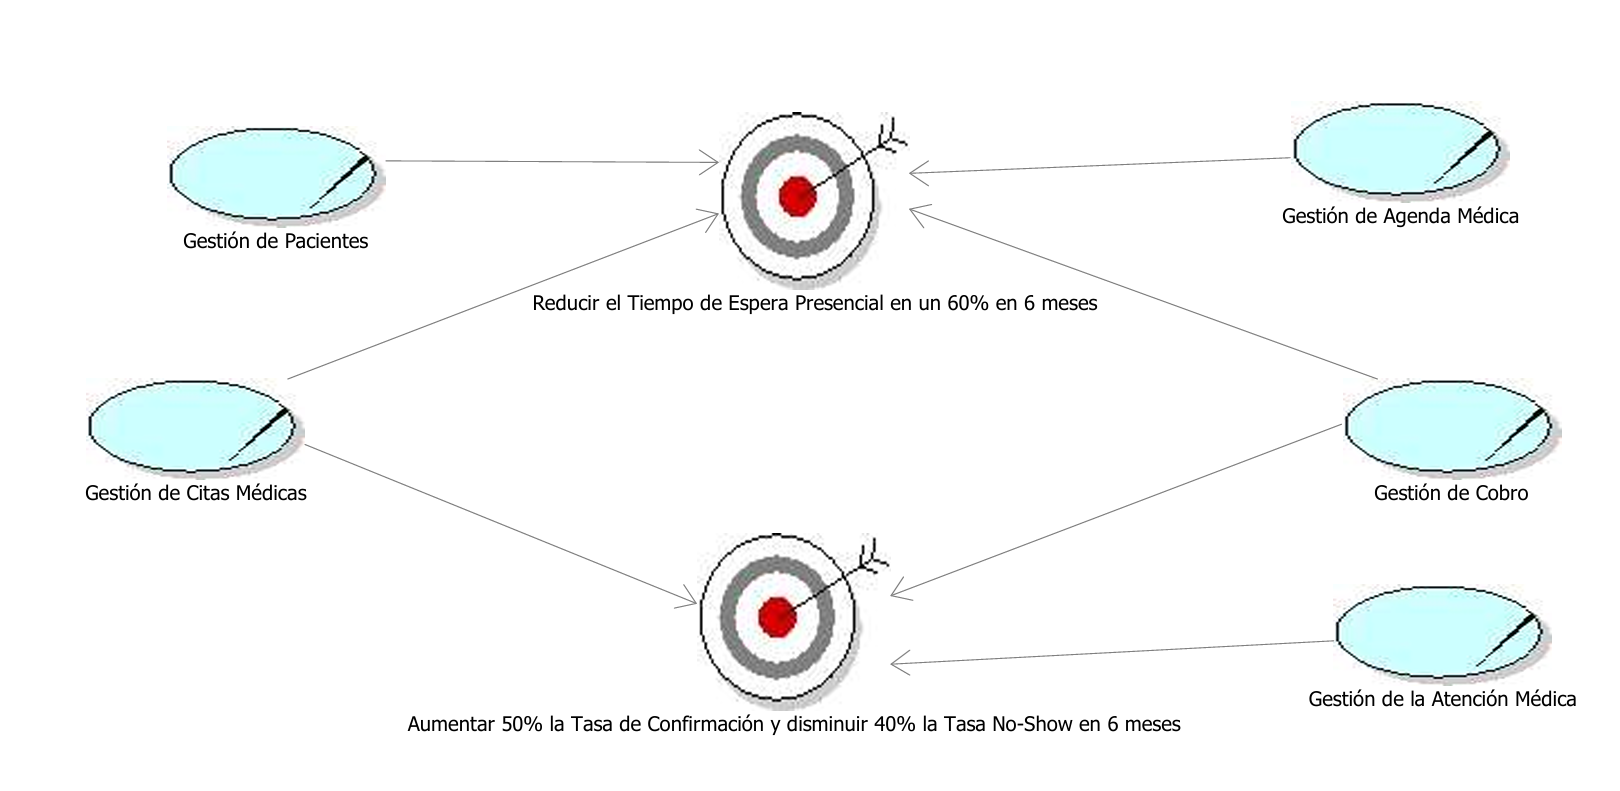 Gestión de Agenda Médica
Gestión de Pacientes
Reducir el Tiempo de Espera Presencial en un 60% en 6 meses
Gestión de Citas Médicas
Gestión de Cobro
Gestión de la Atención Médica
Aumentar 50% la Tasa de Confirmación y disminuir 40% la Tasa No-Show en 6 meses